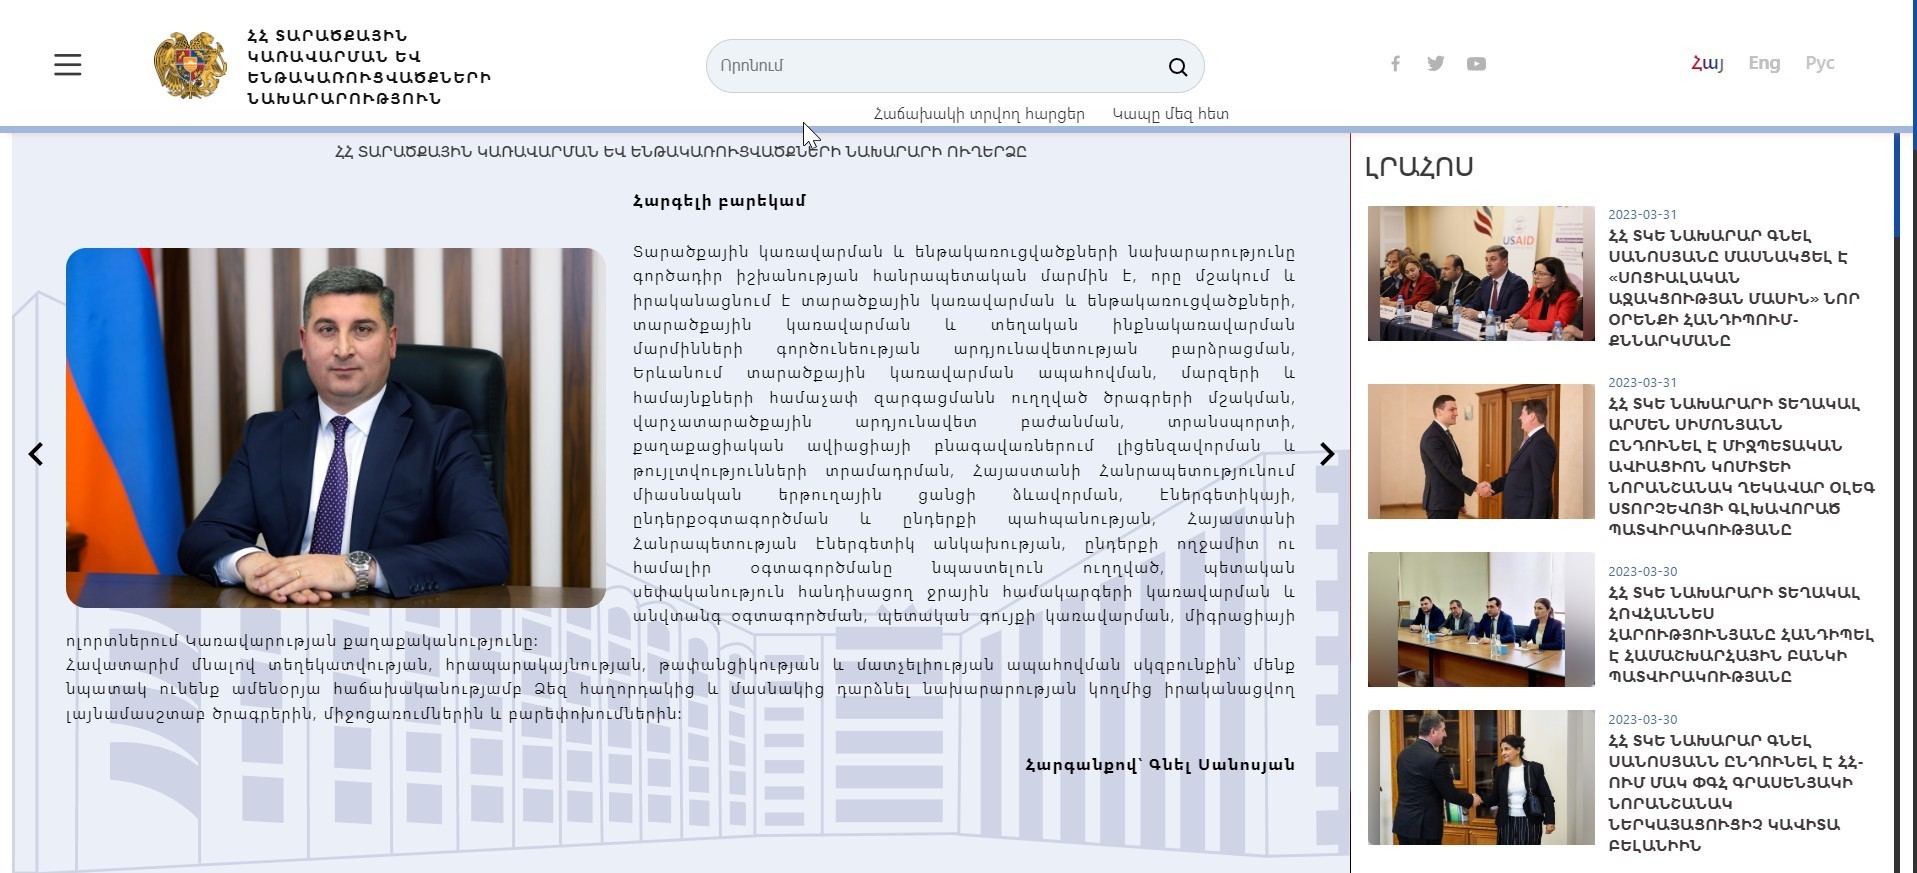 ՀՀ ՏԱՐԱԾՔԱՅԻՆ
ԿԱՌԱՎԱՐՄԱՆ ԵՎ
ԵՆԹԱԿԱՌՈՒՑՎԱԾՔՆԵՐԻ
ՆԱԽԱՐԱՐՈՒԹՅՈՒՆ
Որոնում
Հայ Eng Рус
Հաճախակի տրվող հարցեր Կապը մեզ հետ
ՀՀ ՏԱՐԱԾՔԱՅԻՆ ԿԱՌԱՎԱՐՄԱՆ ԵՎ ԵՆԹԱԿԱՌՈՒՑՎԱԾՔՆԵՐԻ ՆԱԽԱՐԱՐԻ ՈՒՂԵՐՁԸ
Հարգելի բարեկամ
Տարածքային կառավարման և ենթակառուցվածքների նախարարությունը
գործադիր իշխանության հանրապետական մարմին է, որը մշակում և
իրականացնում է տարածքային կառավարման և ենթակառուցվածքների,
տարածքային կառավարման և տեղական ինքնակառավարման
մարմինների գործունեության արդյունավետության բարձրացման,
Երևանում տարածքային կառավարման ապահովման, մարզերի և
համայնքների համաչափ զարգացմանն ուղղված ծրագրերի մշակման,
վարչատարածքային արդյունավետ բաժանման, տրանսպորտի,
քաղաքացիական ավիացիայի բնագավառներում լիցենզավորման և
թույլտվությունների տրամադրման, Հայաստանի Հանրապետությունում
միասնական երթուղային ցանցի ձևավորման, էներգետիկայի,
ընդերքօգտագործման և ընդերքի պահպանության, Հայաստանի
Հանրապետության էներգետիկ անկախության, ընդերքի ողջամիտ ու
համալիր օգտագործմանը նպաստելուն ուղղված, պետական
սեփականություն հանդիսացող ջրային համակարգերի կառավարման և
անվտանգ օգտագործման, պետական գույքի կառավարման, միգրացիայի
ոլորտներում Կառավարության քաղաքականությունը:
Հավատարիմ մնալով տեղեկատվության, հրապարակայնության, թափանցիկության և մատչելիության ապահովման սկզբունքին՝ մենք
նպատակ ունենք ամենօրյա հաճախականությամբ Ձեզ հաղորդակից և մասնակից դարձնել նախարարության կողմից իրականացվող
լայնամասշտաբ ծրագրերին, միջոցառումներին և բարեփոխումներին:
Հարգանքով՝ Գնել Սանոսյան
ԼՐԱՀՈՍ
USAID
2023-03-31
ՀՀ ՏԿԵ ՆԱԽԱՐԱՐ ԳՆԵԼ
ՍԱՆՈՍՅԱՆԸ ՄԱՍՆԱԿՑԵԼ Է
«ՍՈՑԻԱԼԱԿԱՆ
ԱՋԱԿՑՈՒԹՅԱՆ ՄԱՍԻՆ» ՆՈՐ
ՕՐԵՆՔԻ ՀԱՆԴԻՊՈՒՄ-
ՔՆՆԱՐԿՄԱՆԸ
2023-03-31
ՀՀ ՏԿԵ ՆԱԽԱՐԱՐԻ ՏԵՂԱԿԱԼ
ԱՐՄԵՆ ՍԻՄՈՆՅԱՆՆ
ԸՆԴՈՒՆԵԼ Է ՄԻՋՊԵՏԱԿԱՆ
ԱՎԻԱՑԻՈՆ ԿՈՄԻՏԵԻ
ՆՈՐԱՆՇԱՆԱԿ ՂԵԿԱՎԱՐ ՕԼԵԳ
ՍՏՈՐՉԵՎՈՅԻ ԳԼԽԱՎՈՐԱԾ
ՊԱՏՎԻՐԱԿՈՒԹՅԱՆԸ
2023-03-30
ՀՀ ՏԿԵ ՆԱԽԱՐԱՐԻ ՏԵՂԱԿԱԼ
ՀՈՎՀԱՆՆԵՍ
ՀԱՐՈՒԹՅՈՒՆՅԱՆԸ ՀԱՆԴԻՊԵԼ
Է ՀԱՄԱՇԽԱՐՀԱՅԻՆ ԲԱՆԿԻ
ՊԱՏՎԻՐԱԿՈՒԹՅԱՆԸ
2023-03-30
ՀՀ ՏԿԵ ՆԱԽԱՐԱՐ ԳՆԵԼ
ՍԱՆՈՍՅԱՆՆ ԸՆԴՈՒՆԵԼ Է ՀՀ-
ՈՒՄ ՄԱԿ ՓԳՀ ԳՐԱՍԵՆՅԱԿԻ
ՆՈՐԱՆՇԱՆԱԿ
ՆԵՐԿԱՅԱՑՈՒՑԻՉ ԿԱՎԻՏԱ
ԲԵԼԱՆԻԻՆ